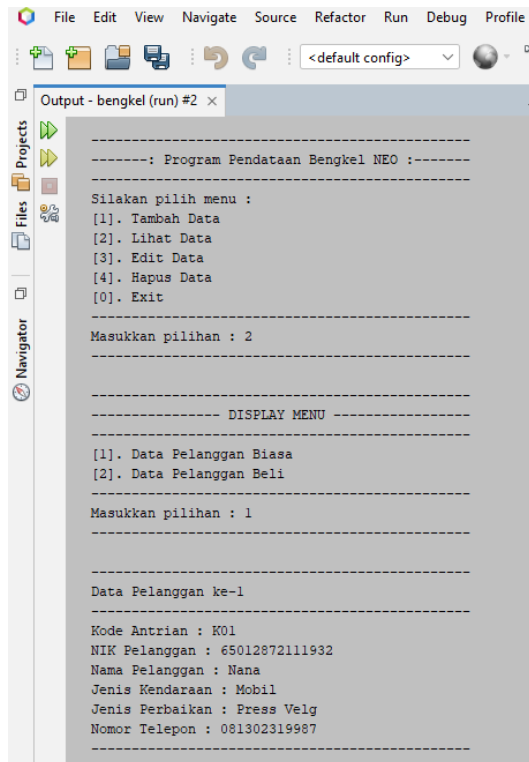 File Edit View Navigate Source Refactor Run Debug Profile
<default config>
Output - bengkel (run) #2 ×
Projects
Files
Navigator
-----------------------------------------
-------: Program Pendataan Bengkel NEO :-------
-----------------------------------------
Silakan pilih menu :
[1]. Tambah Data
[2]. Lihat Data
[3]. Edit Data
[4]. Hapus Data
[0]. Exit
-----------------------------------------
Masukkan pilihan : 2
-----------------------------------------
-----------------------------------------
--------------- DISPLAY MENU ---------------
-----------------------------------------
[1]. Data Pelanggan Biasa
[2]. Data Pelanggan Beli
-----------------------------------------
Masukkan pilihan : 1
-----------------------------------------
-----------------------------------------
Data Pelanggan ke-1
-----------------------------------------
Kode Antrian : K01
NIK Pelanggan : 65012872111932
Nama Pelanggan : Nana
Jenis Kendaraan : Mobil
Jenis Perbaikan : Press Velg
Nomor Telepon : 081302319987
-----------------------------------------